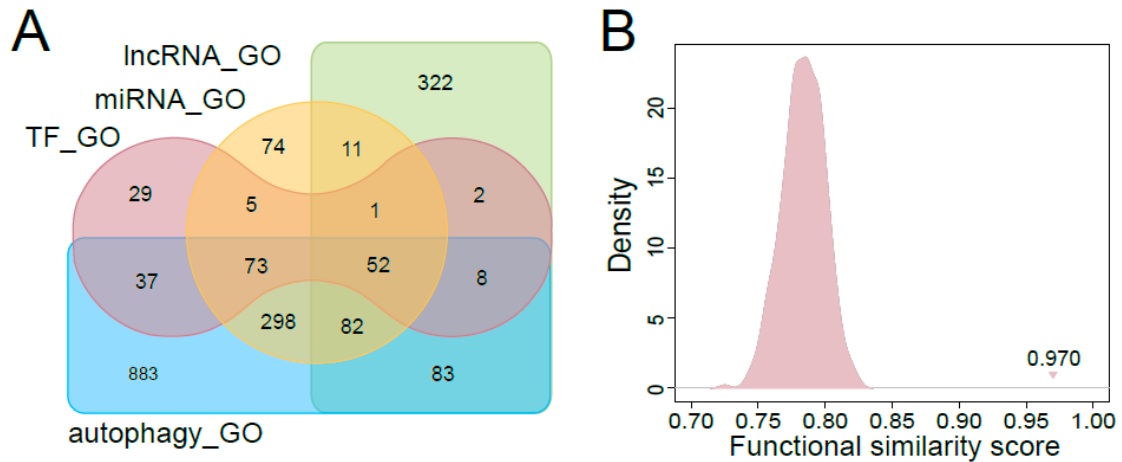 A
lncRNA_GO
miRNA_GO
TF_GO
322
74
11
29
5
1
2
37
73
52
8
298
82
883
83
autophagy_GO
B
Density
20
15
10
5
0
0.970
0.70 0.75 0.80 0.85 0.90 0.95 1.00
Functional similarity score